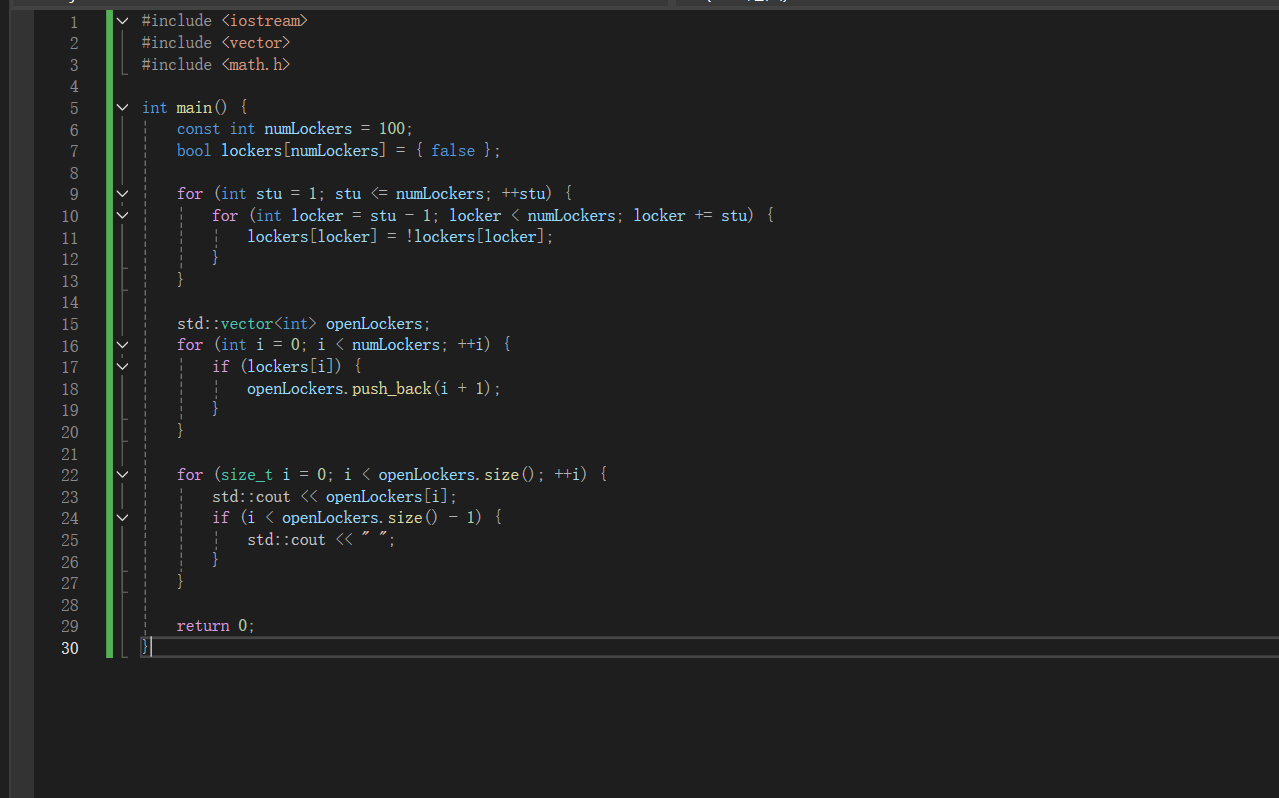 1 #include <iostream>
2 #include <vector>
3 #include <math.h>
4
5 int main() {
6     const int numLockers = 100;
7     bool lockers[numLockers] = { false };
8
9     for (int stu = 1; stu <= numLockers; ++stu) {
10         for (int locker = stu - 1; locker < numLockers; locker += stu) {
11             lockers[locker] = !lockers[locker];
12         }
13     }
14
15     std::vector<int> openLockers;
16     for (int i = 0; i < numLockers; ++i) {
17         if (lockers[i]) {
18             openLockers.push_back(i + 1);
19         }
20     }
21
22     for (size_t i = 0; i < openLockers.size(); ++i) {
23         std::cout << openLockers[i];
24         if (i < openLockers.size() - 1) {
25             std::cout << " ";
26         }
27     }
28
29     return 0;
30 }